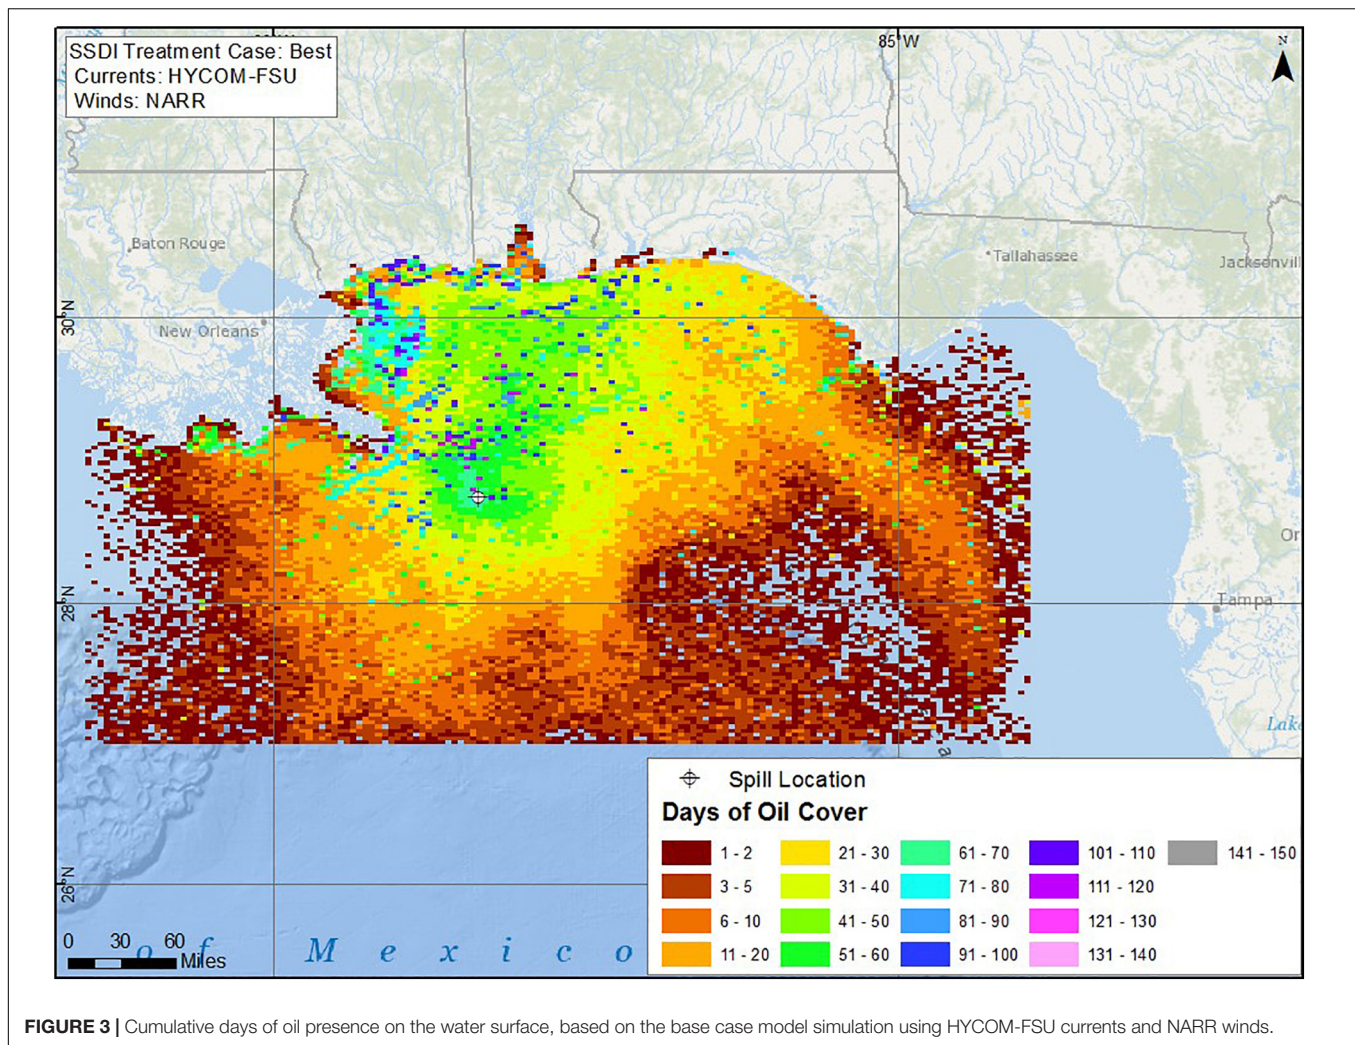 SSDI Treatment Case: Best
Currents: HYCOM-FSU
Winds: NARR
85°W
N
Baton Rouge
Tallahassee
Jacksonvill
New Orleans
30°N
28°N
Tampa
Or
Lake
a
26°N
Spill Location
Days of Oil Cover
1 - 2
21 - 30
61 - 70
101 - 110
141 - 150
3 - 5
31 - 40
71 - 80
111 - 120
6 - 10
41 - 50
81 - 90
121 - 130
11 - 20
51 - 60
91 - 100
131 - 140
0 30 60
Miles
of Mexico
FIGURE 3 | Cumulative days of oil presence on the water surface, based on the base case model simulation using HYCOM-FSU currents and NARR winds.